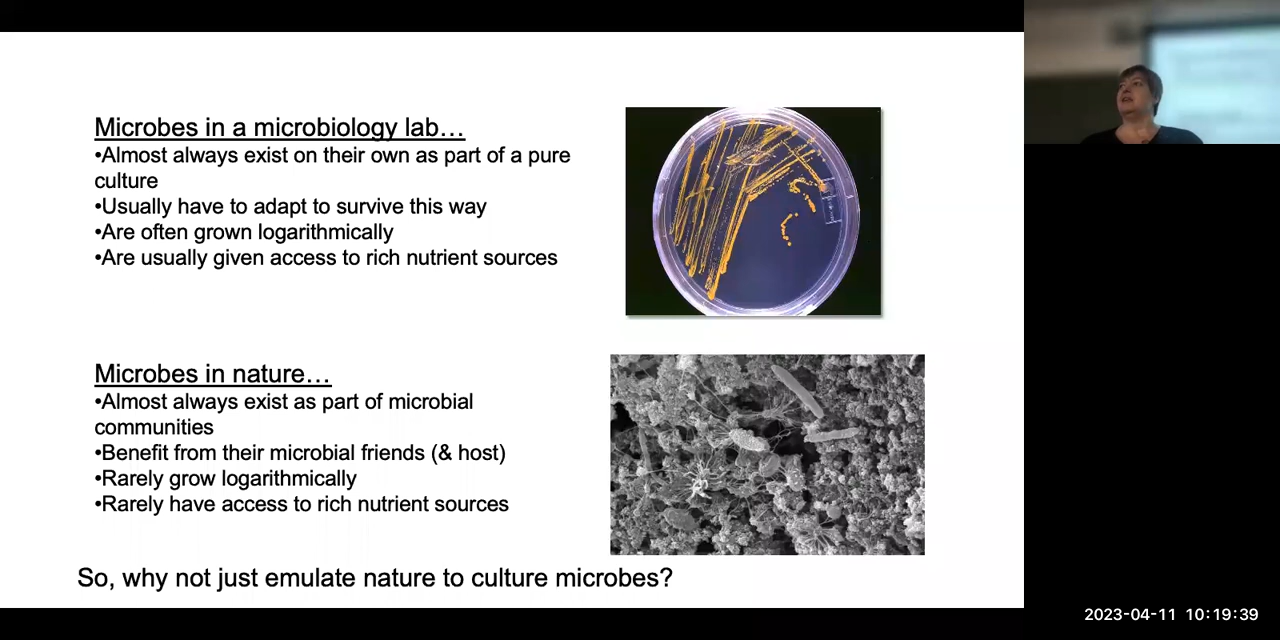 Microbes in a microbiology lab…
•Almost always exist on their own as part of a pure
culture
•Usually have to adapt to survive this way
•Are often grown logarithmically
•Are usually given access to rich nutrient sources
Microbes in nature…
•Almost always exist as part of microbial
communities
•Benefit from their microbial friends (& host)
•Rarely grow logarithmically
•Rarely have access to rich nutrient sources
So, why not just emulate nature to culture microbes?
2023-04-11 10:19:39